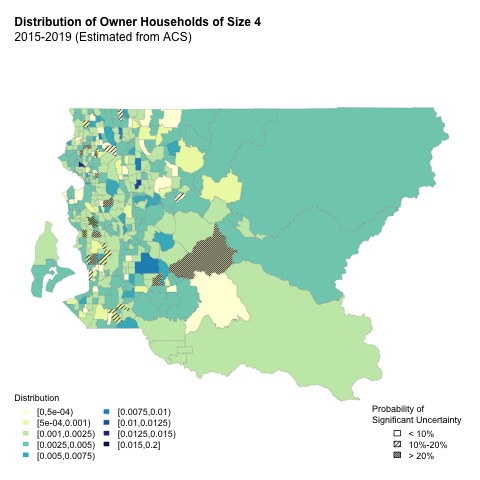 Distribution of Owner Households of Size 4
2015-2019 (Estimated from ACS)
Distribution
[0,5e-04)
[5e-04,0.001)
[0.001,0.0025)
[0.0025,0.005)
[0.005,0.0075)
[0.0075,0.01)
[0.01,0.0125)
[0.0125,0.015)
[0.015,0.2]
Probability of
Significant Uncertainty
< 10%
10%-20%
> 20%